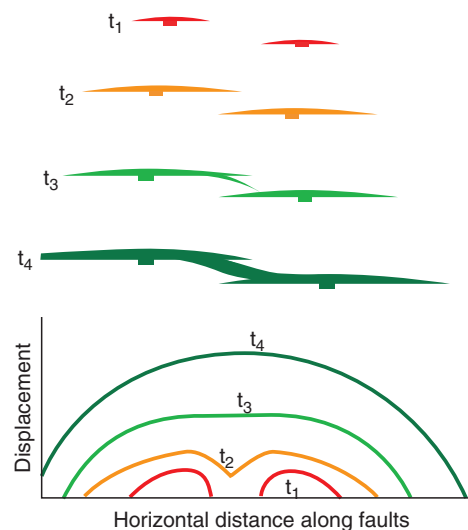 t1
t2
t3
t4
Displacement
t4
t3
t2
t1
Horizontal distance along faults